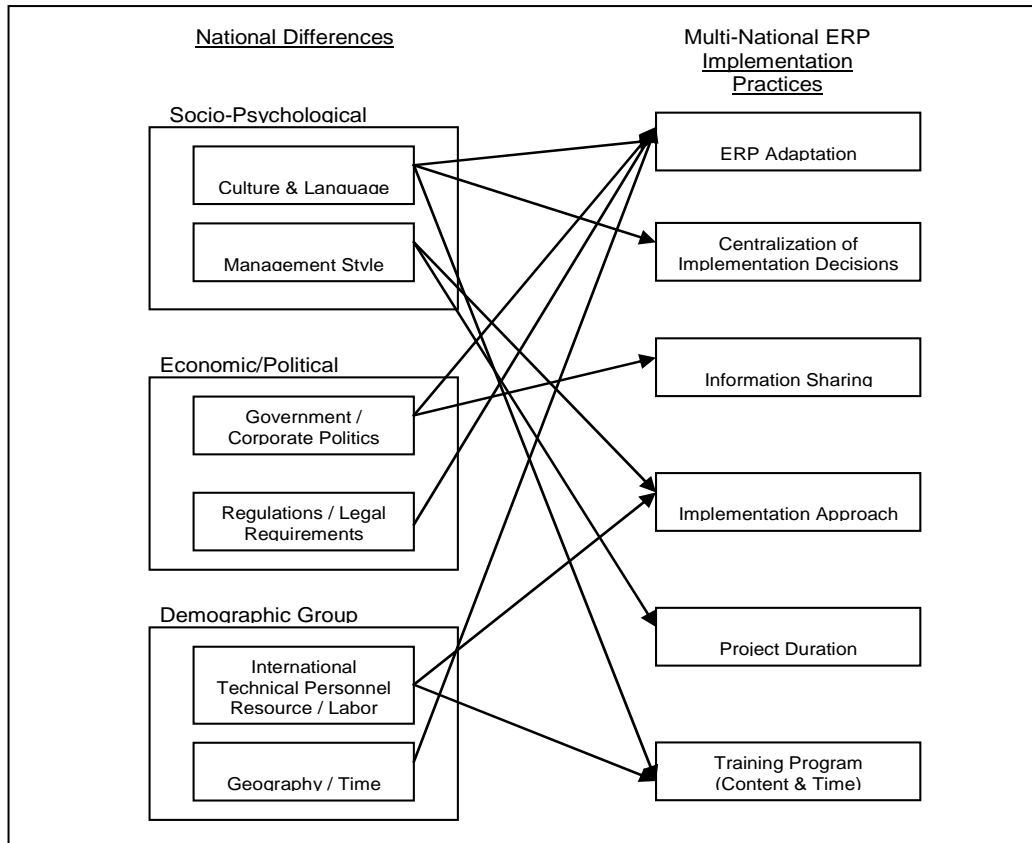 National Differences
Socio-Psychological
Culture & Language
Management Style
Economic/Political
Government /
Corporate Politics
Regulations / Legal
Requirements
Demographic Group
International
Technical Personnel
Resource / Labor
Geography / Time
Multi-National ERP
Implementation
Practices
ERP Adaptation
Centralization of
Implementation Decisions
Information Sharing
Implementation Approach
Project Duration
Training Program
(Content & Time)